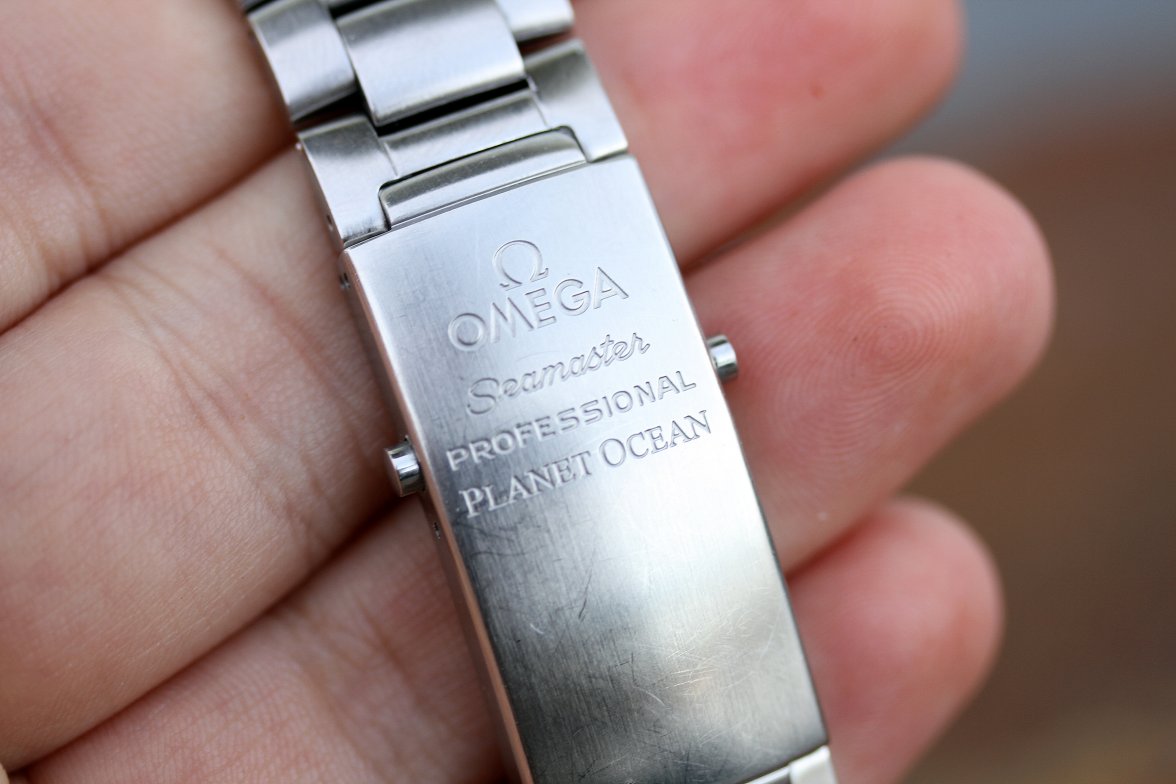 Ω
OMEGA
Seamaster
PROFESSIONAL
PLANET OCEAN